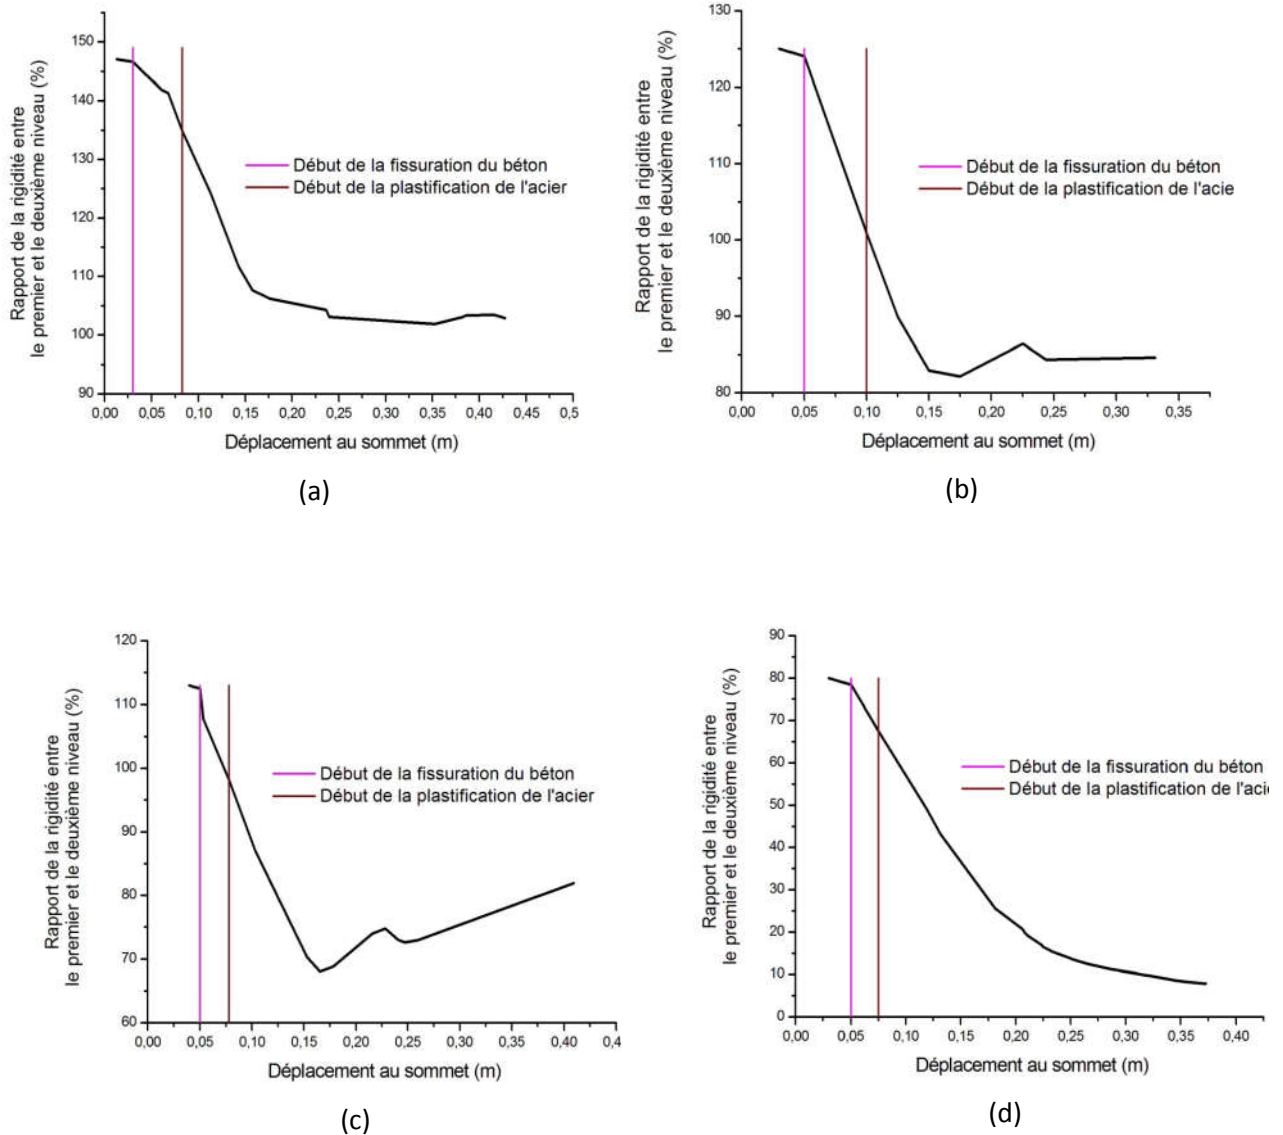 Rapport de la rigidité entre
le premier et le deuxième niveau (%)
150
140
130
120
110
100
90
0,00 0,05 0,10 0,15 0,20 0,25 0,30 0,35 0,40 0,45 0,5
Début de la fissuration du béton
Début de la plastification de l'acier
Déplacement au sommet (m)
(a)
Rapport de la rigidité entre
le premier et le deuxième niveau (%)
130
120
110
100
90
80
0,00 0,05 0,10 0,15 0,20 0,25 0,30 0,35
Début de la fissuration du béton
Début de la plastification de l'acie
Déplacement au sommet (m)
(b)
Rapport de la rigidité entre
le premier et le deuxième niveau (%)
120
110
100
90
80
70
60
0,00 0,05 0,10 0,15 0,20 0,25 0,30 0,35 0,4
Début de la fissuration du béton
Début de la plastification de l'acier
Déplacement au sommet (m)
(c)
Rapport de la rigidité entre
le premier et le deuxième niveau (%)
90
80
70
60
50
40
30
20
10
0
0,00 0,05 0,10 0,15 0,20 0,25 0,30 0,35 0,40
Début de la fissuration du béton
Début de la plastification de l'acie
Déplacement au sommet (m)
(d)